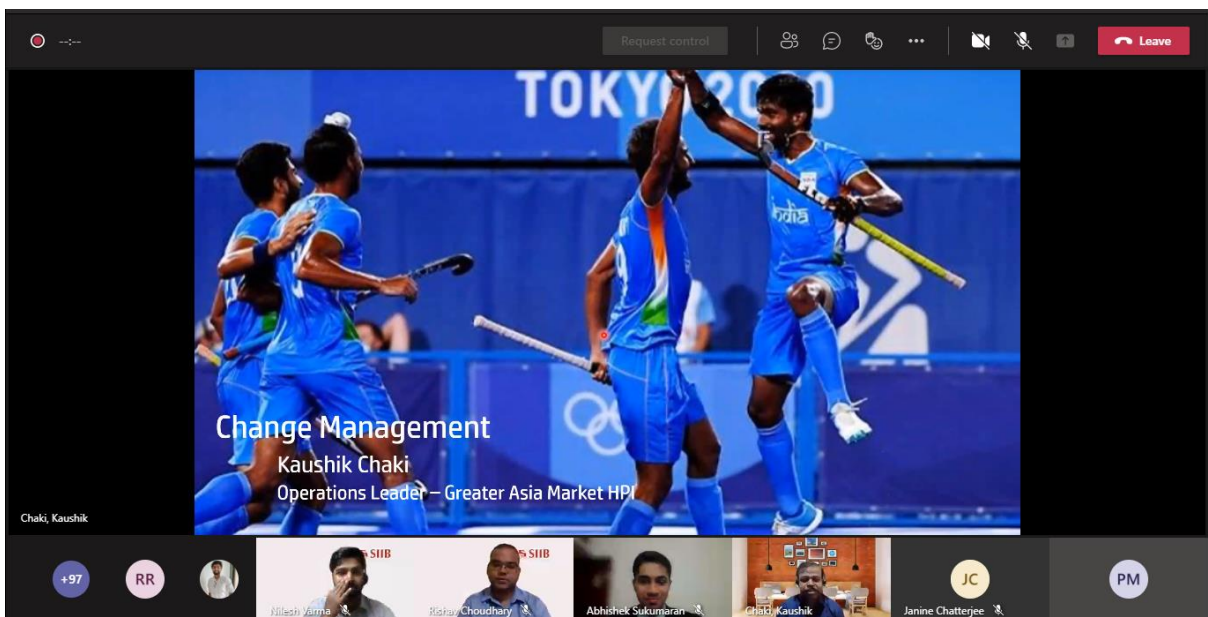 --:--
Request control
Leave
TOKYO 2020
india
Change Management
Kaushik Chaki
Operations Leader – Greater Asia Market HPI
Chaki, Kaushik
+97
RR
SIIB
Nilesh Varma
SIIB
Rishav Choudhary
Abhishek Sukumaran
Chaki, Kaushik
JC
Janine Chatterjee
PM